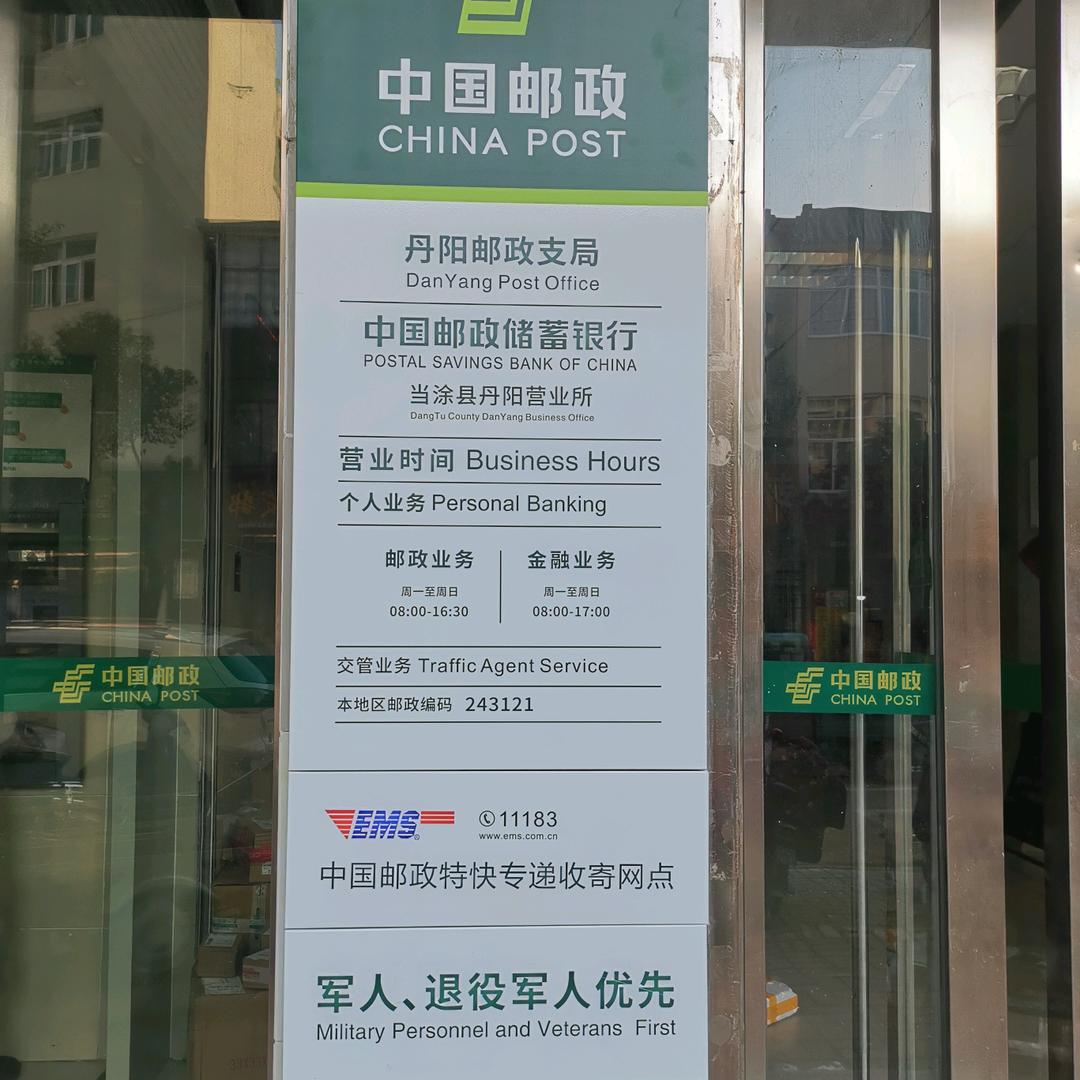 中国邮政
CHINA POST
丹阳邮政支局
DanYang Post Office
中国邮政储蓄银行
POSTAL SAVINGS BANK OF CHINA
当涂县丹阳营业所
DangTu County DanYang Business Office
营业时间 Business Hours
个人业务 Personal Banking
邮政业务
周一至周日
08:00-16:30
金融业务
周一至周日
08:00-17:00
交管业务 Traffic Agent Service
本地区邮政编码 243121
EMS
11183
www.ems.com.cn
中国邮政特快专递收寄网点
军人、退役军人优先
Military Personnel and Veterans First
中国邮政
CHINA POST
中国邮政
CHINA POST